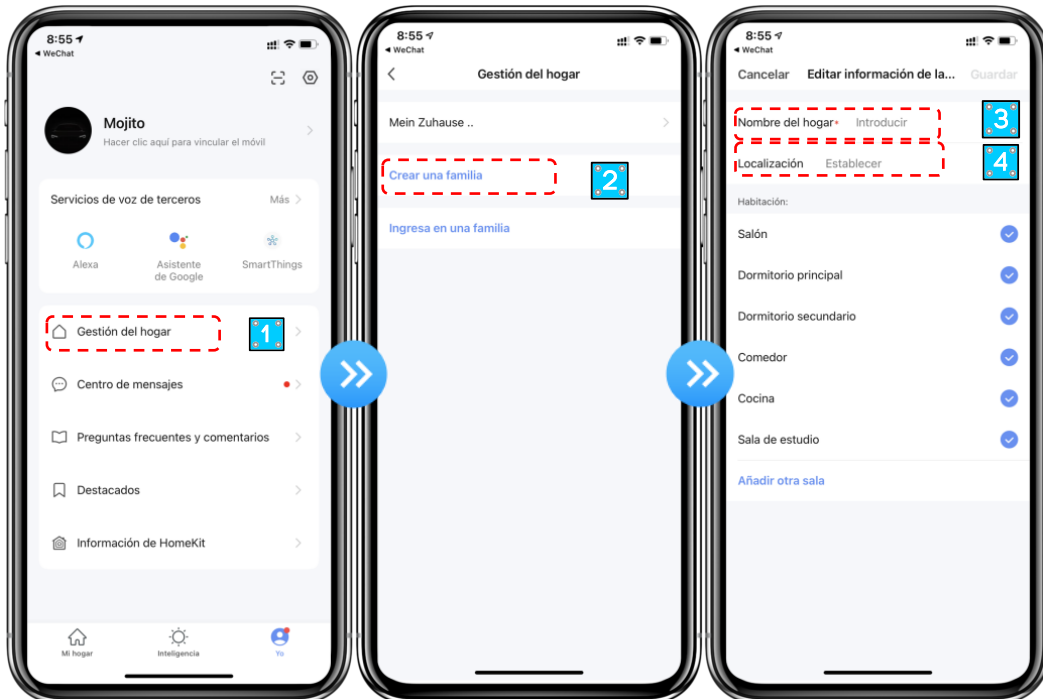 8:55
WeChat
Mojito
Hacer clic aquí para vincular el móvil
Servicios de voz de terceros
Más
Alexa
Asistente
de Google
SmartThings
Gestión del hogar
1
Centro de mensajes
Preguntas frecuentes y comentarios
Destacados
Información de HomeKit
Mi hogar
Inteligencia
Yo
8:55
WeChat
Gestión del hogar
Mein Zuhause ..
Crear una familia
2
Ingresa en una familia
8:55
WeChat
Cancelar
Editar información de la...
Guardar
Nombre del hogar*
Introducir
3
Localización
Establecer
4
Habitación:
Salón
Dormitorio principal
Dormitorio secundario
Comedor
Cocina
Sala de estudio
Añadir otra sala